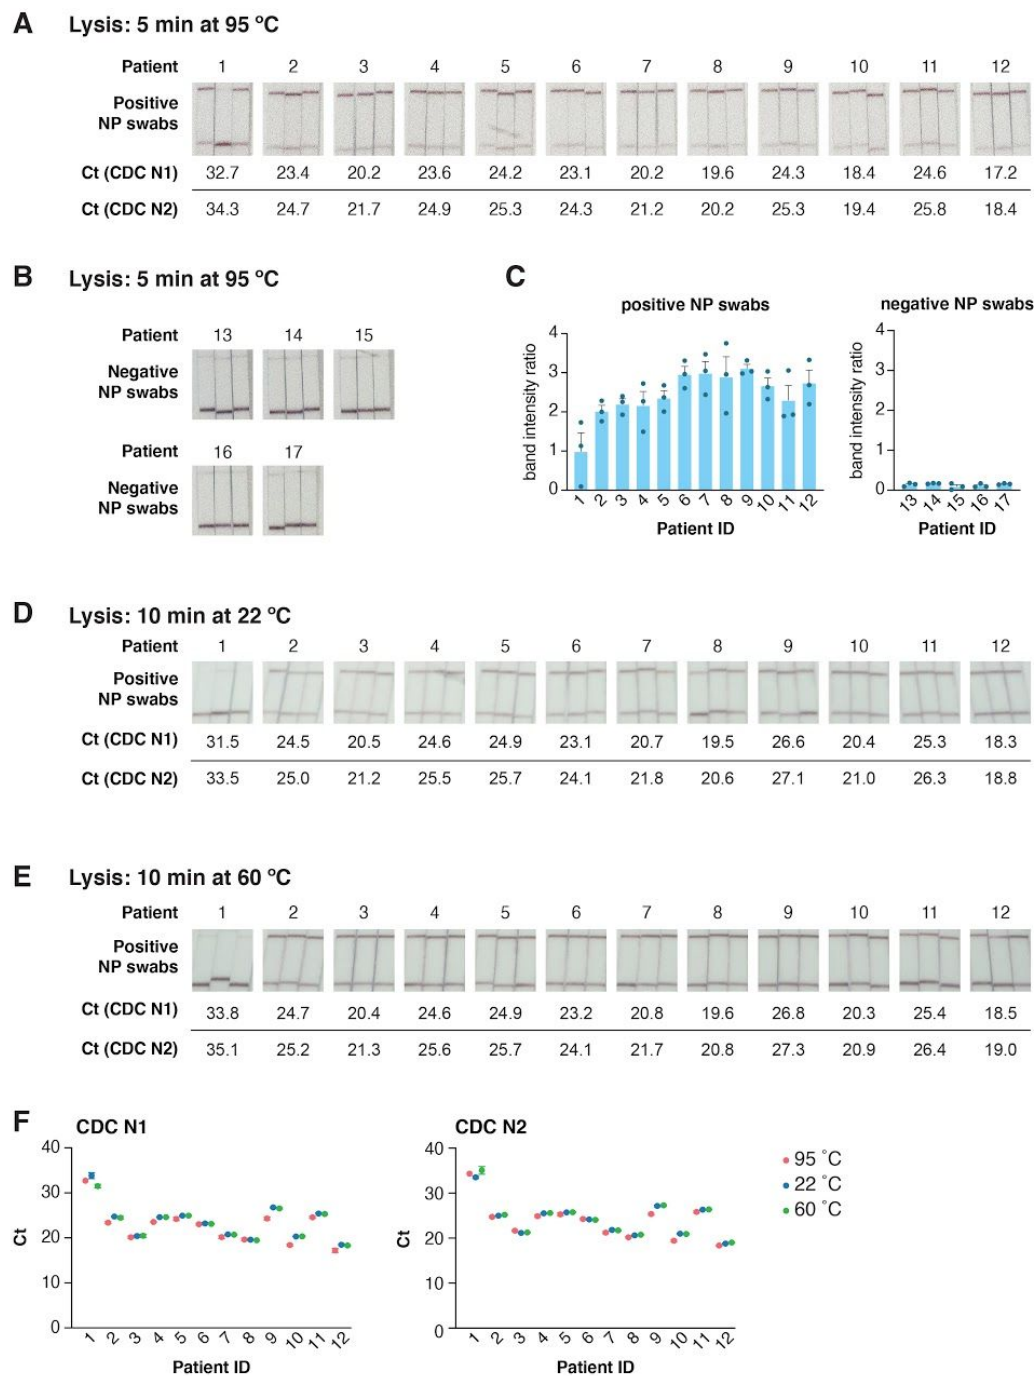 A Lysis: 5 min at 95 ºC
Patient 1 2 3 4 5 6 7 8 9 10 11 12
Positive
NP swabs
Ct (CDC N1) 32.7 23.4 20.2 23.6 24.2 23.1 20.2 19.6 24.3 18.4 24.6 17.2
Ct (CDC N2) 34.3 24.7 21.7 24.9 25.3 24.3 21.2 20.2 25.3 19.4 25.8 18.4
B Lysis: 5 min at 95 ºC
Patient 13 14 15
Negative
NP swabs
Patient 16 17
Negative
NP swabs
C
positive NP swabs
band intensity ratio
4
3
2
1
0
1 2 3 4 5 6 7 8 9 10 11 12
Patient ID
negative NP swabs
band intensity ratio
4
3
2
1
0
13 14 15 16 17
Patient ID
D Lysis: 10 min at 22 ºC
Patient 1 2 3 4 5 6 7 8 9 10 11 12
Positive
NP swabs
Ct (CDC N1) 31.5 24.5 20.5 24.6 24.9 23.1 20.7 19.5 26.6 20.4 25.3 18.3
Ct (CDC N2) 33.5 25.0 21.2 25.5 25.7 24.1 21.8 20.6 27.1 21.0 26.3 18.8
E Lysis: 10 min at 60 ºC
Patient 1 2 3 4 5 6 7 8 9 10 11 12
Positive
NP swabs
Ct (CDC N1) 33.8 24.7 20.4 24.6 24.9 23.2 20.8 19.6 26.8 20.3 25.4 18.5
Ct (CDC N2) 35.1 25.2 21.3 25.6 25.7 24.1 21.7 20.8 27.3 20.9 26.4 19.0
F
CDC N1
Ct
40
30
20
10
0
1 2 3 4 5 6 7 8 9 10 11 12
Patient ID
CDC N2
Ct
40
30
20
10
0
1 2 3 4 5 6 7 8 9 10 11 12
Patient ID
95 °C
22 °C
60 °C